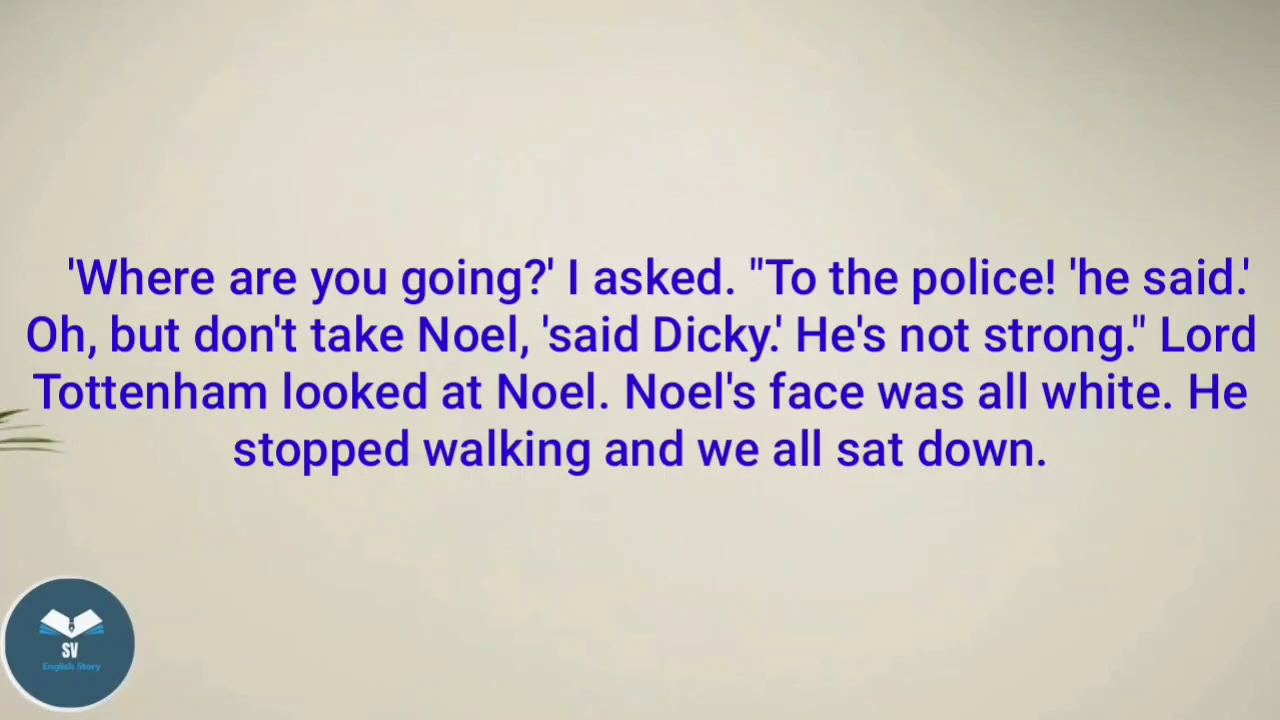 'Where are you going?' I asked. "To the police! 'he said.'
Oh, but don't take Noel, 'said Dicky.' He's not strong." Lord
Tottenham looked at Noel. Noel's face was all white. He
stopped walking and we all sat down.
SV
English Story